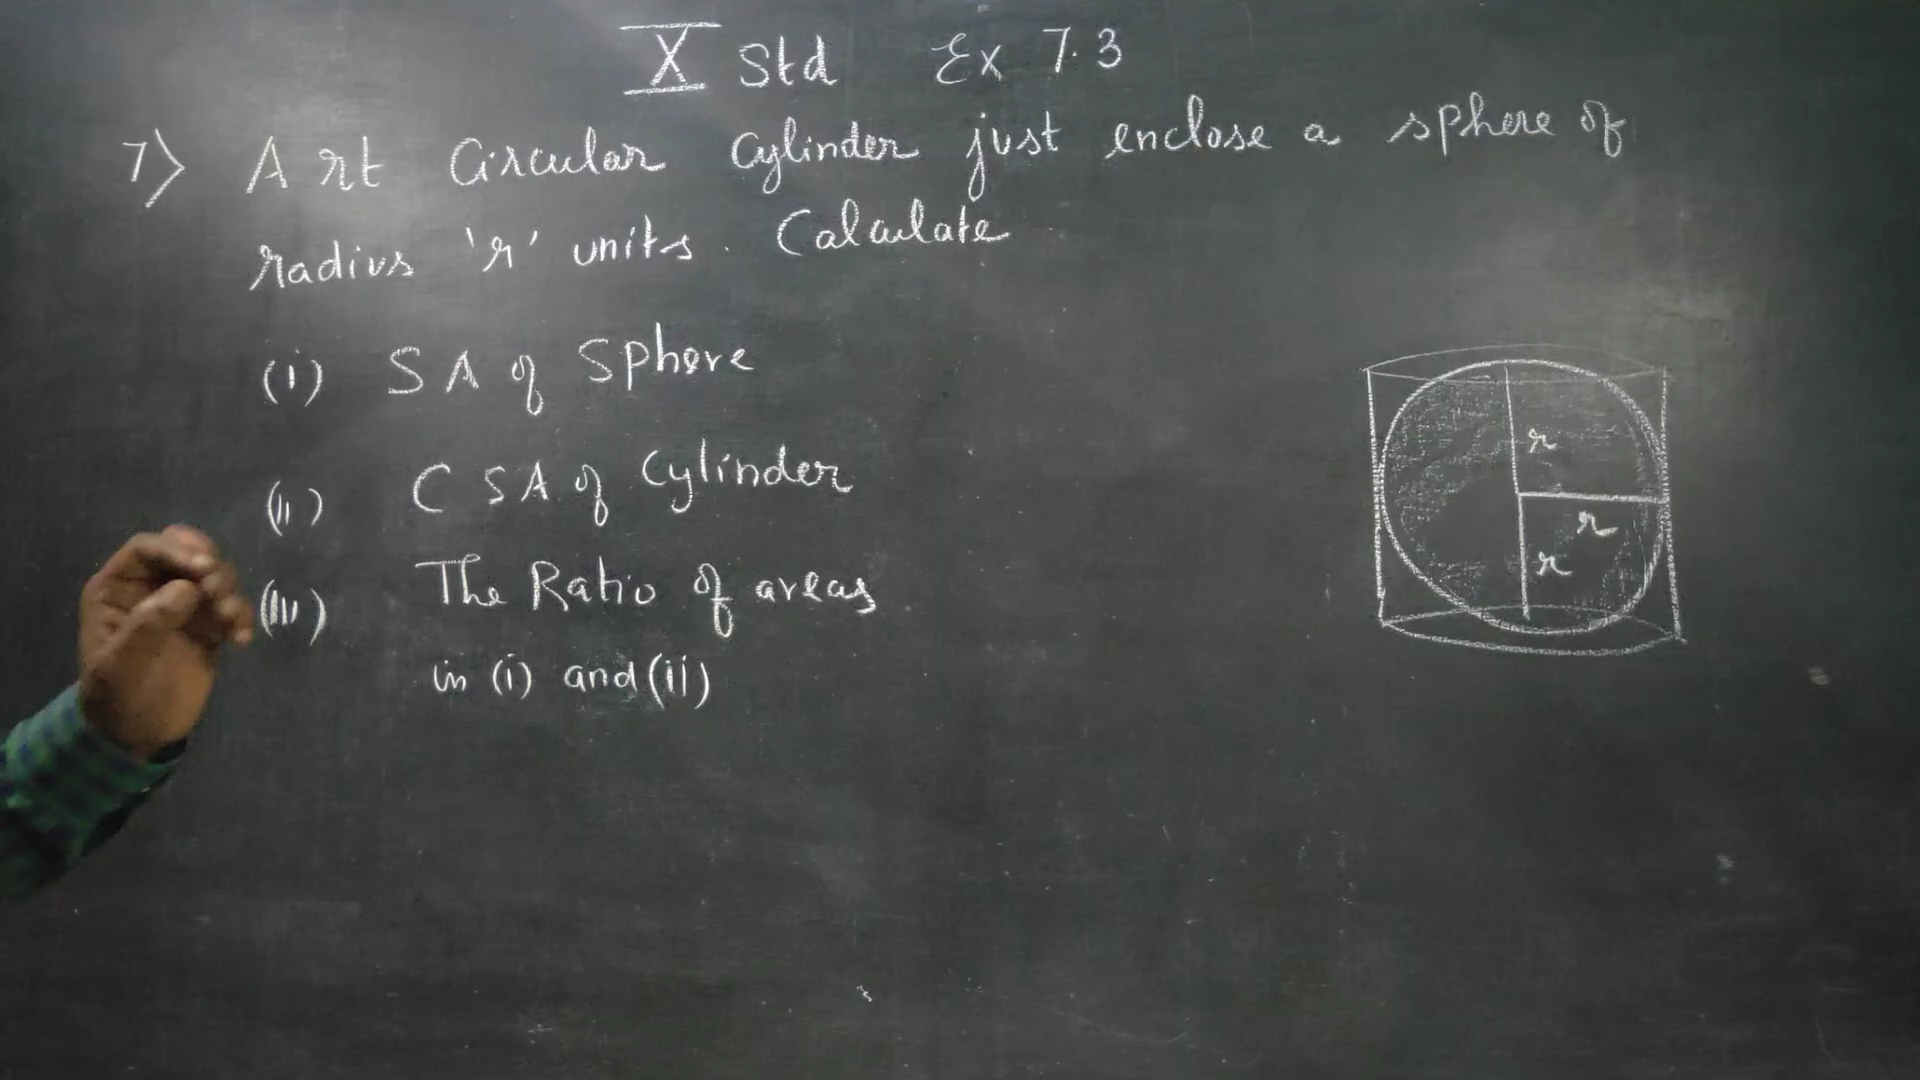 X Std Ex 7.3
7) A rt Circular Cylinder just enclose a sphere of
radius 'r' units. Calculate
(i) SA of Sphere
(ii) CSA of Cylinder
(iii) The Ratio of areas
in (i) and (ii)
r
r
r